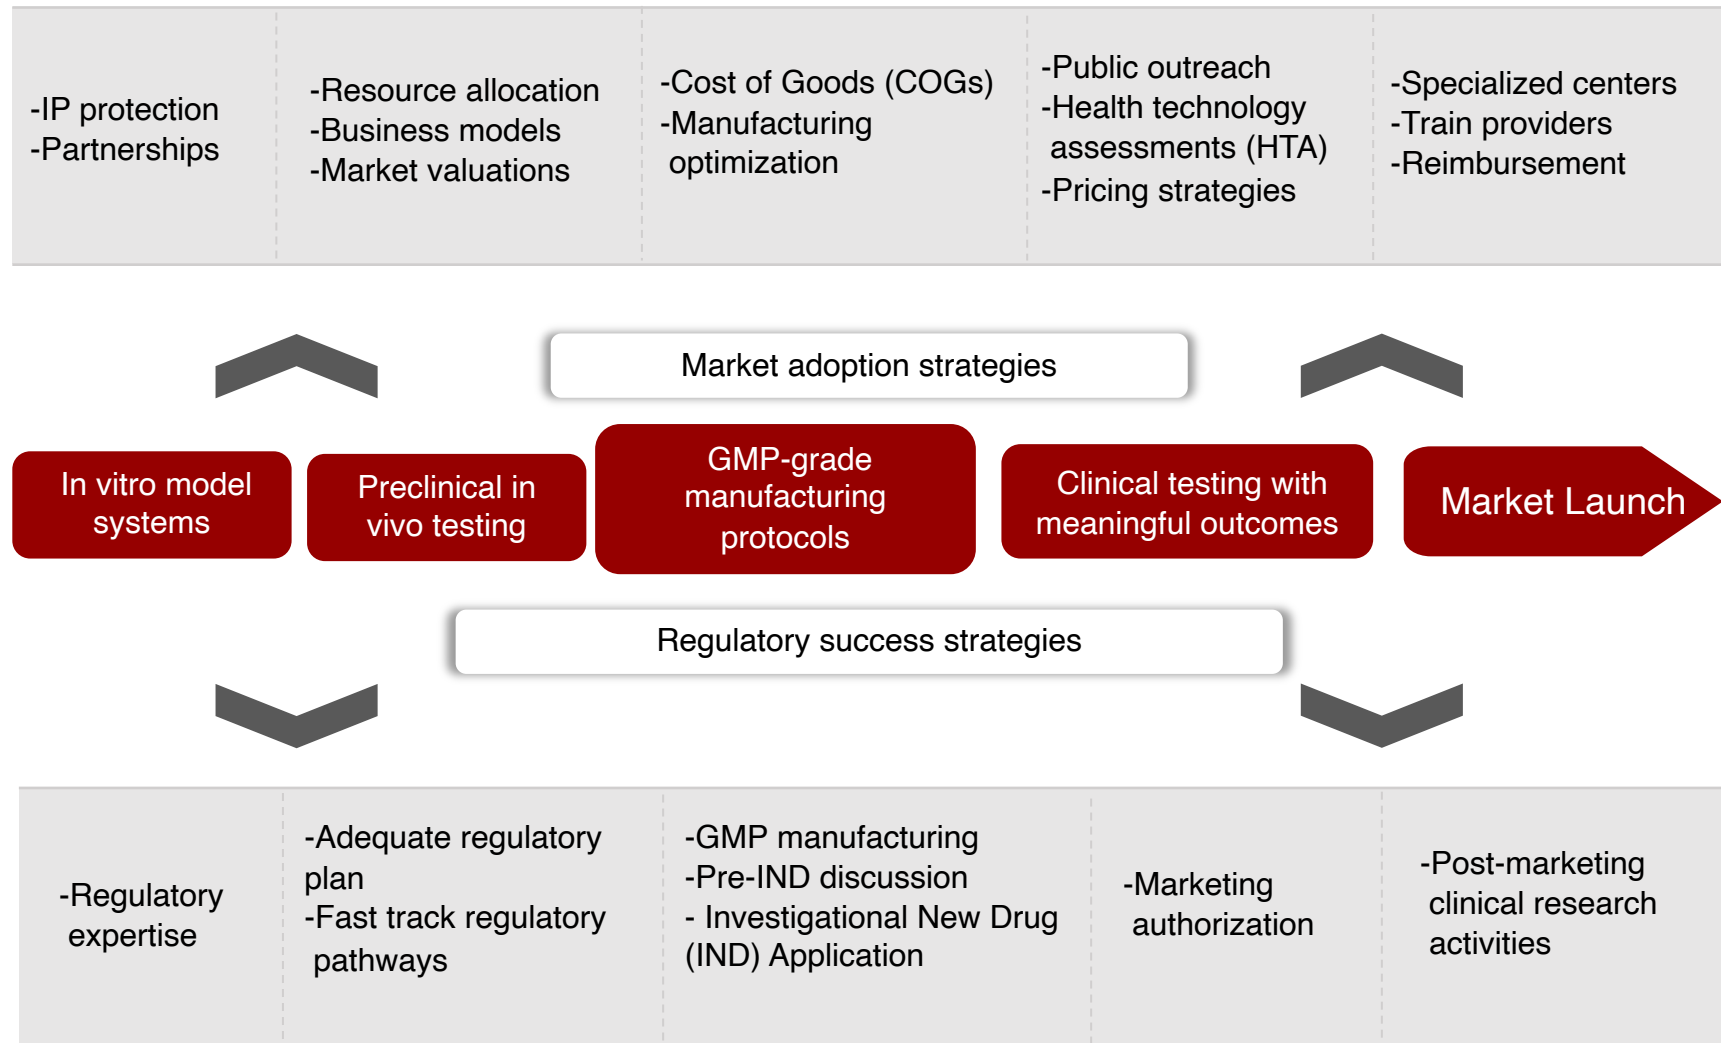 -IP protection
-Partnerships
-Resource allocation
-Business models
-Market valuations
-Cost of Goods (COGs)
-Manufacturing
optimization
-Public outreach
-Health technology
assessments (HTA)
-Pricing strategies
-Specialized centers
-Train providers
-Reimbursement
Market adoption strategies
In vitro model
systems
Preclinical in
vivo testing
GMP-grade
manufacturing
protocols
Clinical testing with
meaningful outcomes
Market Launch
Regulatory success strategies
-Regulatory
expertise
-Adequate regulatory
plan
-Fast track regulatory
pathways
-GMP manufacturing
-Pre-IND discussion
- Investigational New Drug
(IND) Application
-Marketing
authorization
-Post-marketing
clinical research
activities